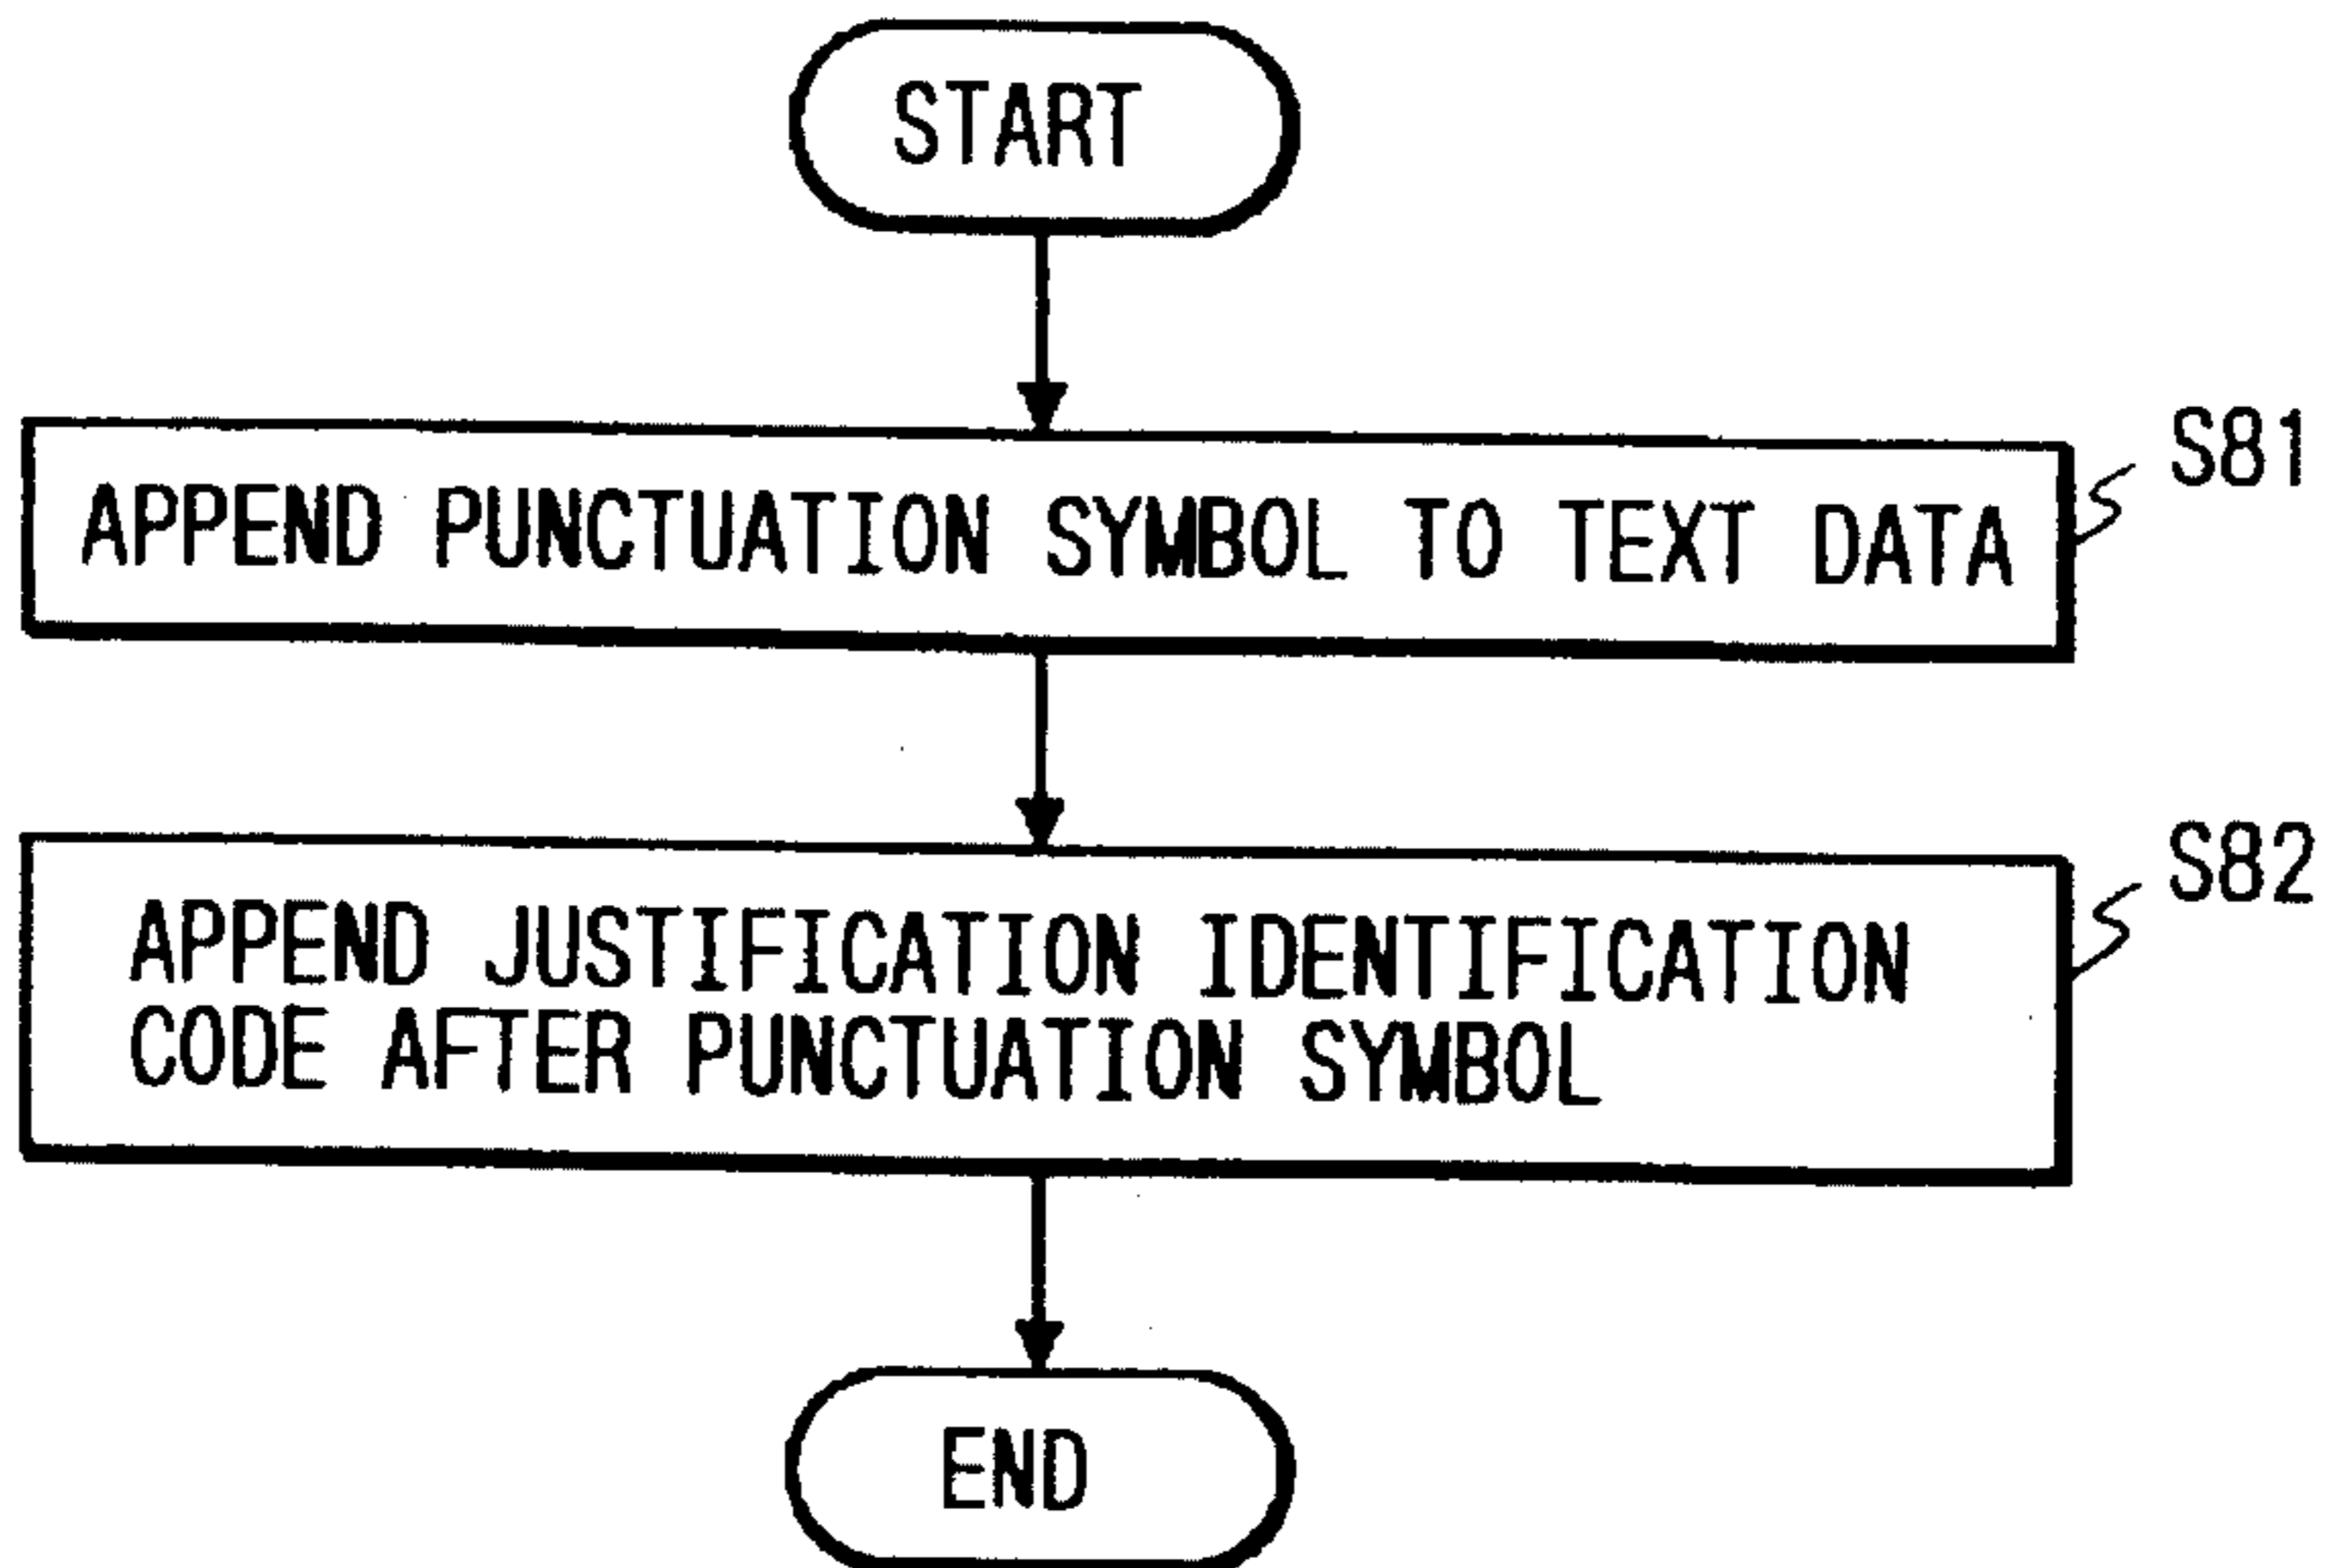 START
S81
APPEND PUNCTUATION SYMBOL TO TEXT DATA
S82
APPEND JUSTIFICATION IDENTIFICATION
CODE AFTER PUNCTUATION SYMBOL
END